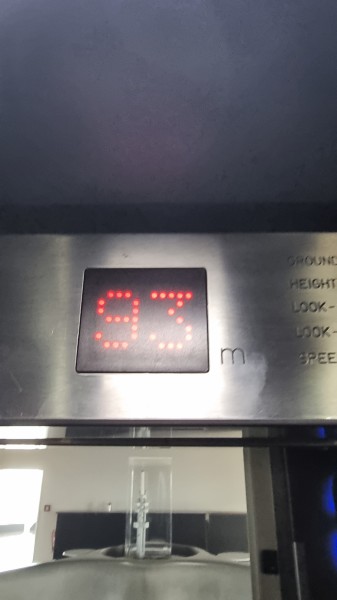 93 m
GROUND
HEIGHT
LOOK-
LOOK-
SPEE